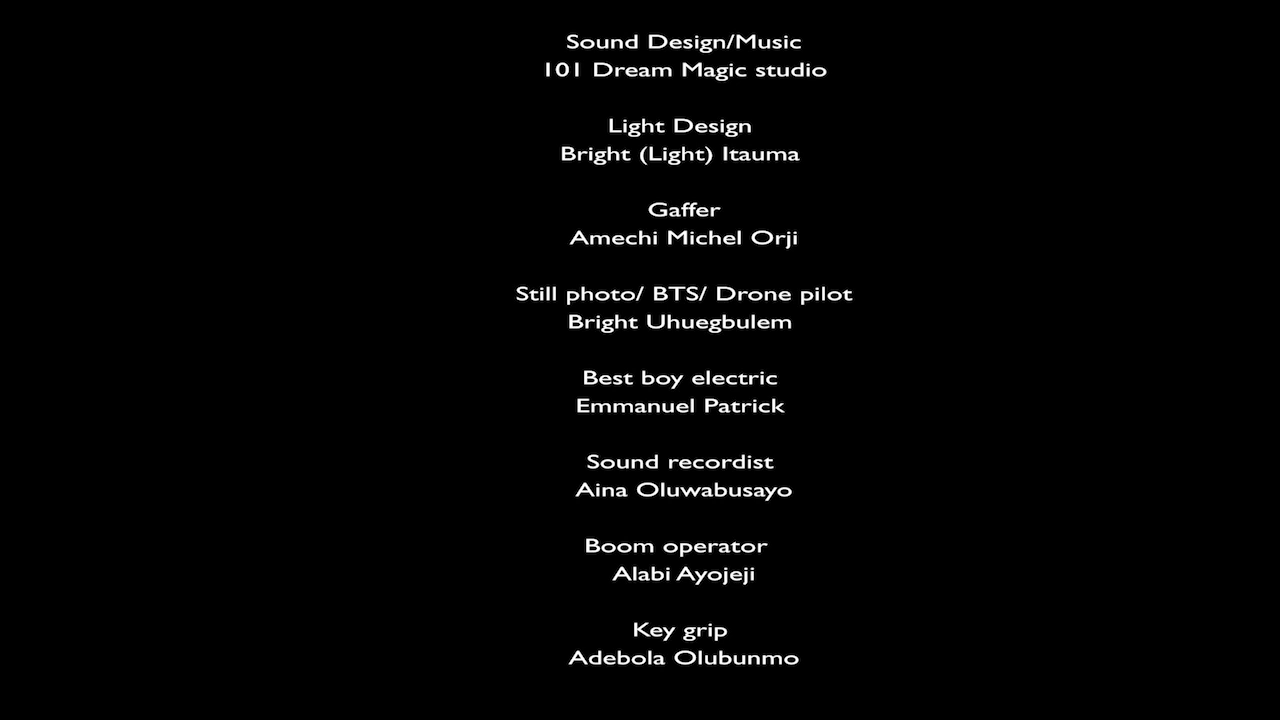 Sound Design/Music
101 Dream Magic studio
Light Design
Bright (Light) Itauma
Gaffer
Amechi Michel Orji
Still photo/ BTS/ Drone pilot
Bright Uhuegbulem
Best boy electric
Emmanuel Patrick
Sound recordist
Aina Oluwabusayo
Boom operator
Alabi Ayojeji
Key grip
Adebola Olubunmo